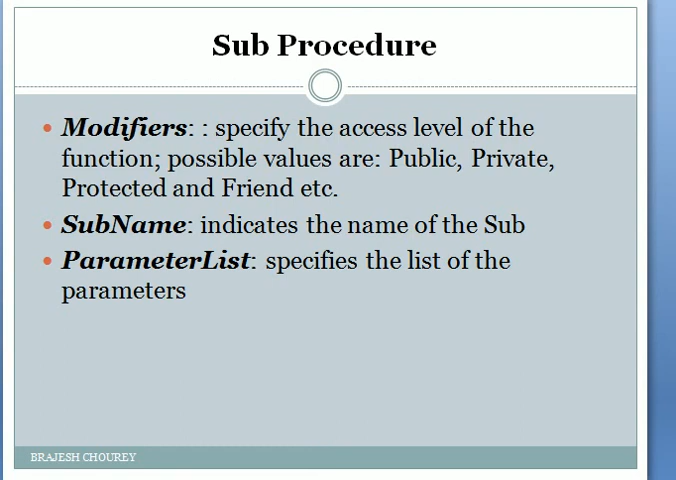 Sub Procedure
• Modifiers: : specify the access level of the
function; possible values are: Public, Private,
Protected and Friend etc.
• SubName: indicates the name of the Sub
• ParameterList: specifies the list of the
parameters
BRAJESH CHOUREY